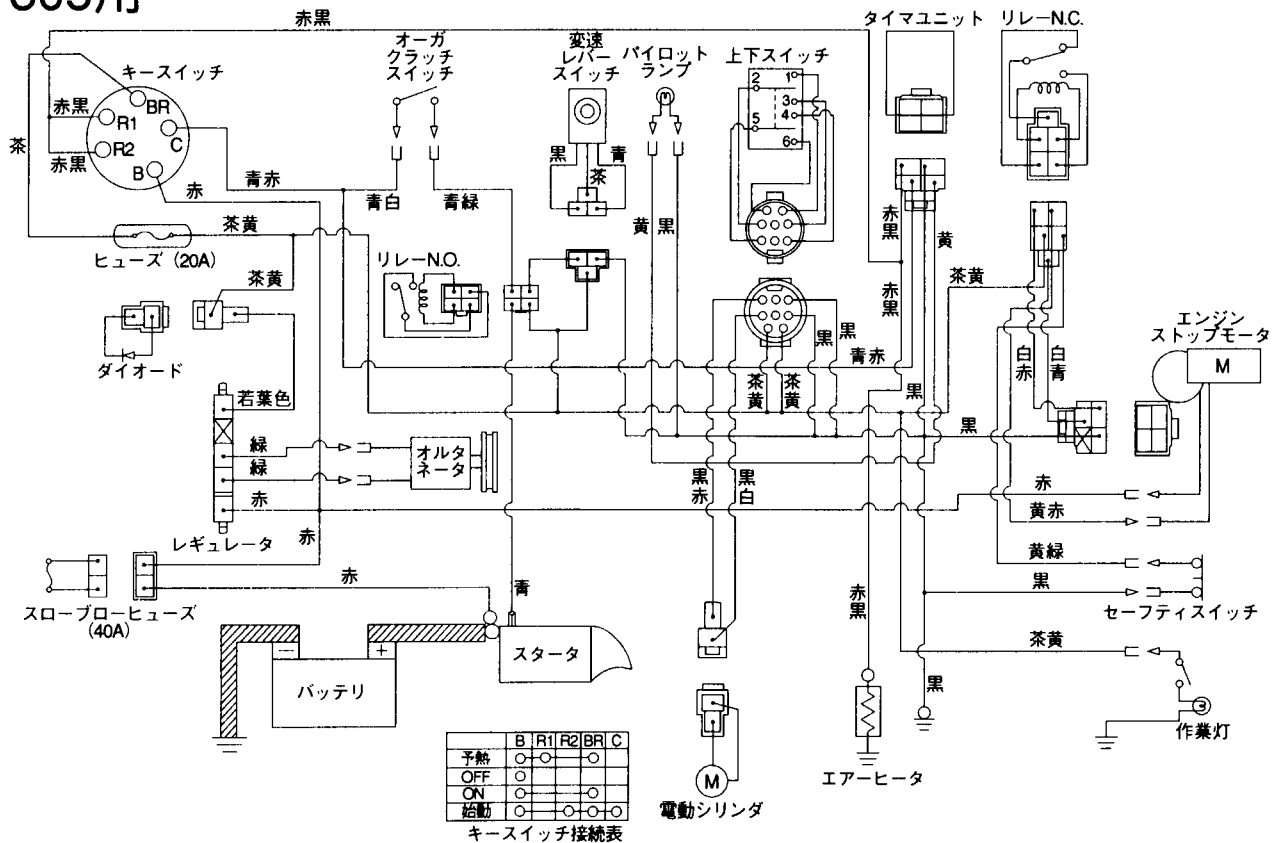 赤黒
タイマユニット
リレーN.C.
オーガ
クラッチ
スイッチ
変速
レバー
スイッチ
パイロット
ランプ
上下スイッチ
キースイッチ
BR
R1
C
R2
B
赤黒
赤黒
茶
赤
青赤
青白
青緑
黒
茶
青
黄
黒
2
1
3
4
5
6
赤黒
黄
茶黄
ヒューズ (20A)
茶黄
リレーN.O.
茶黄
赤黒
黒
黒
青赤
白赤
白青
エンジン
ストップモータ
M
ダイオード
若葉色
茶黄
茶黄
黒
黒
緑
緑
オルタ
ネータ
赤
レギュレータ
黒赤
黒白
赤
黄赤
赤
赤
青
黄緑
黒
セーフティスイッチ
スローブローヒューズ
(40A)
赤黒
スタータ
−
+
バッテリ
茶黄
黒
作業灯
エアーヒータ
M
電動シリンダ
B R1 R2 BR C
予熱
OFF
ON
始動
キースイッチ接続表